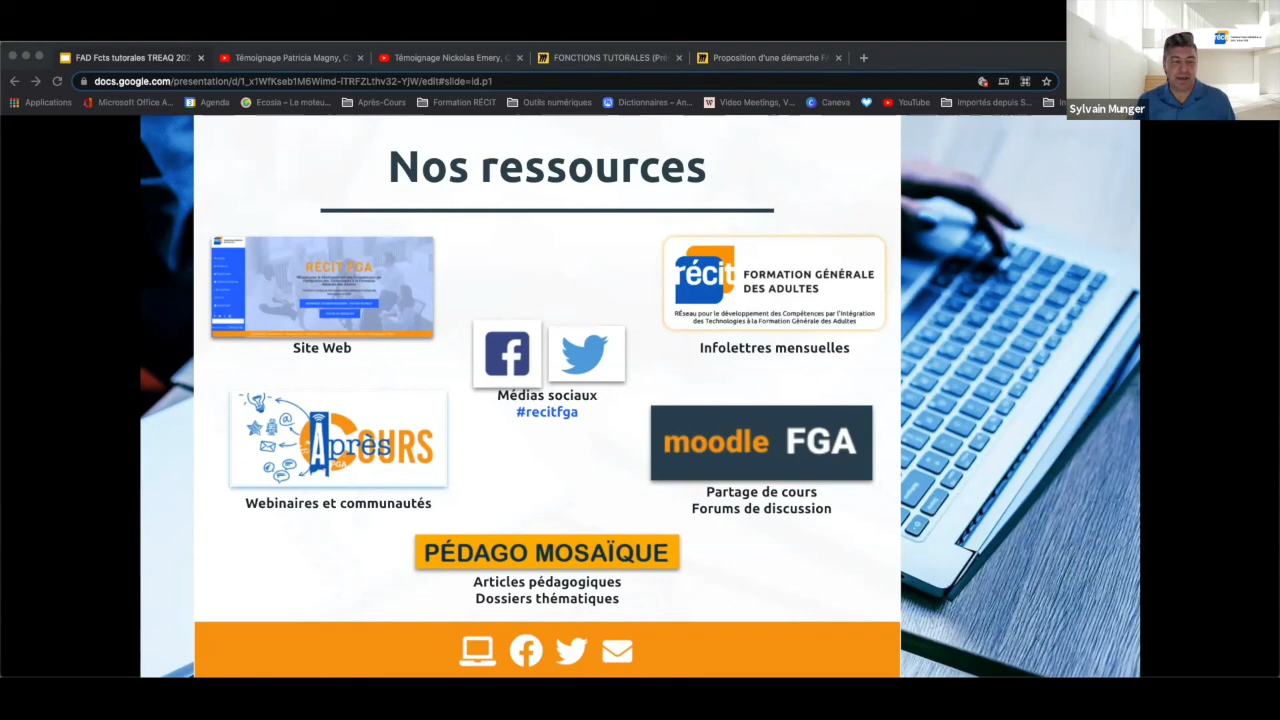 FAD Fcts tutorales TREAQ 202
Témoignage Patricia Magny, C
Témoignage Nickolas Emery, C
FONCTIONS TUTORALES (Pré
Proposition d'une démarche F
docs.google.com/presentation/d/1_x1WfKseb1M6Wimd-iTRFZLthv32-YjW/edit#slide=id.p1
Applications
Microsoft Office A...
Agenda
Ecosia – Le moteu...
Après-Cours
Formation RÉCIT
Outils numériques
Dictionnaire – An...
Video Meetings, V...
Caneva
YouTube
Importés depuis S...
Sylvain Munger
Nos ressources
RÉCIT FGA
Site Web
récit
FORMATION GÉNÉRALE
DES ADULTES
RÉseau pour le développement des Compétences par l'Intégration
des Technologies à la Formation Générale des Adultes
Infolettres mensuelles
Médias sociaux
#recitfga
Après COURS
FGA
Webinaires et communautés
moodle FGA
Partage de cours
Forums de discussion
PÉDAGO MOSAÏQUE
Articles pédagogiques
Dossiers thématiques